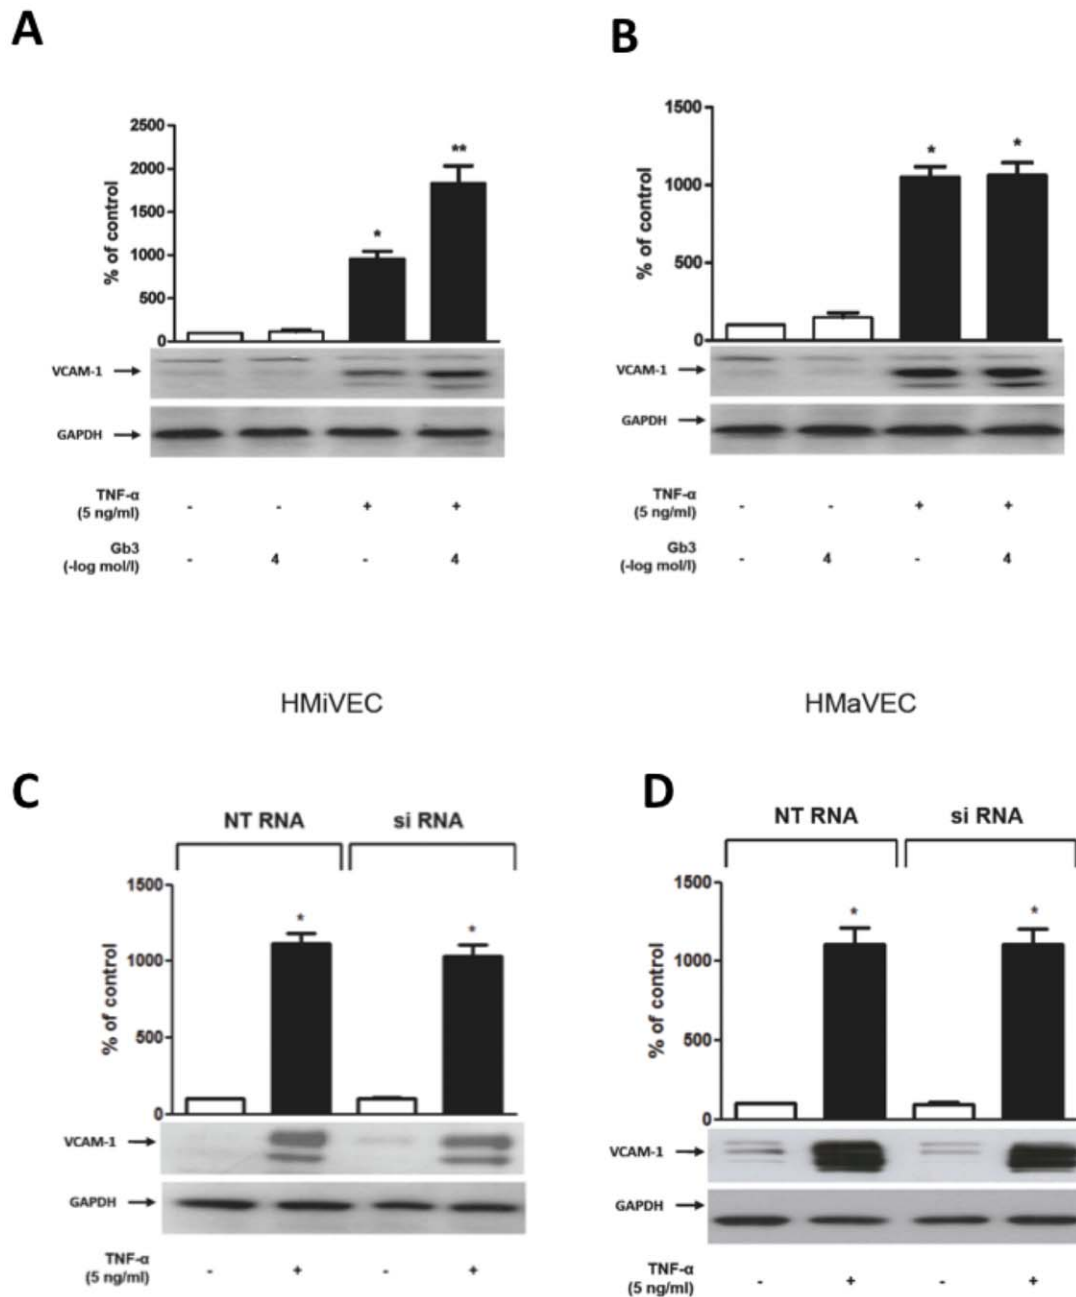 A
2500
2000
1500
1000
500
0
% of control
*
**
VCAM-1
GAPDH
TNF-α
(5 ng/ml)
- - + +
Gb3
(-log mol/l)
- 4 - 4
B
1500
1000
500
0
% of control
* *
VCAM-1
GAPDH
TNF-α
(5 ng/ml)
- - + +
Gb3
(-log mol/l)
- 4 - 4
HMiVEC
HMaVEC
C
NT RNA si RNA
1500
1000
500
0
% of control
* *
VCAM-1
GAPDH
TNF-α
(5 ng/ml)
- + - +
D
NT RNA si RNA
1500
1000
500
0
% of control
* *
VCAM-1
GAPDH
TNF-α
(5 ng/ml)
- + - +